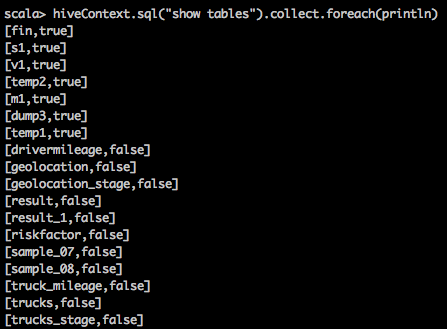 scala> hiveContext.sql("show tables").collect.foreach(println)
[fin,true]
[s1,true]
[v1,true]
[temp2,true]
[m1,true]
[dump3,true]
[temp1,true]
[drivermileage,false]
[geolocation,false]
[geolocation_stage,false]
[result,false]
[result_1,false]
[riskfactor,false]
[sample_07,false]
[sample_08,false]
[truck_mileage,false]
[trucks,false]
[trucks_stage,false]